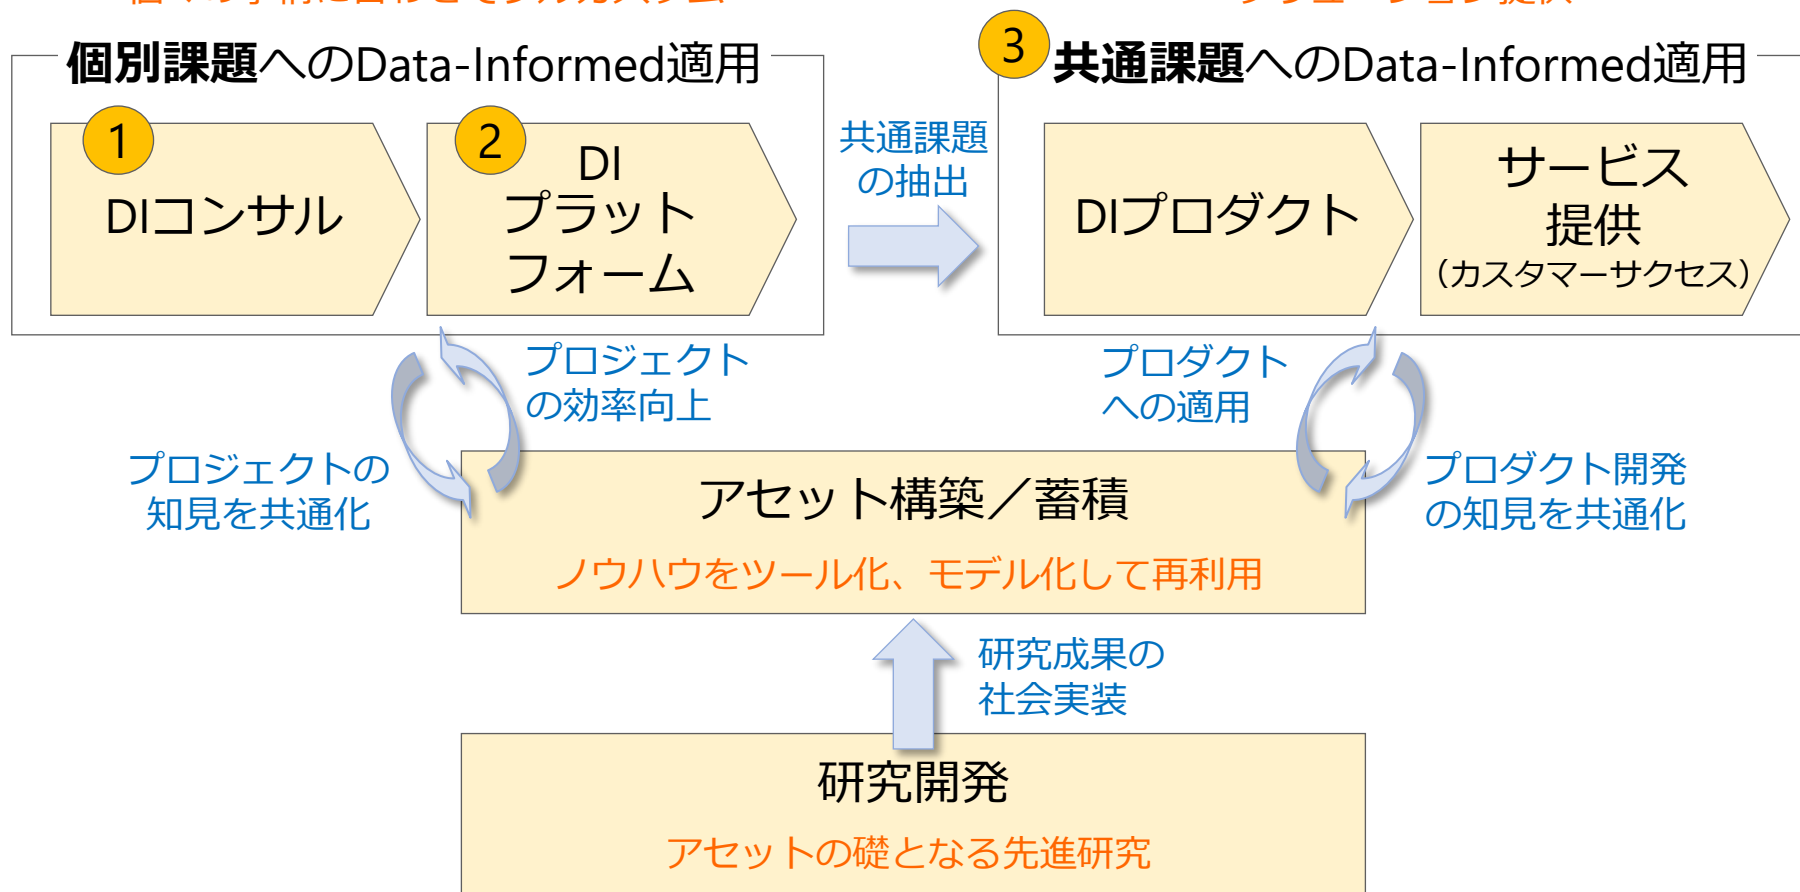 個別課題へのData-Informed適用
1
DIコンサル
2
DI
プラット
フォーム
共通課題
の抽出
3
共通課題へのData-Informed適用
DIプロダクト
サービス
提供
（カスタマーサクセス）
プロジェクト
の効率向上
プロジェクトの
知見を共通化
プロダクト
への適用
プロダクト開発
の知見を共通化
アセット構築／蓄積
ノウハウをツール化、モデル化して再利用
研究成果の
社会実装
研究開発
アセットの礎となる先進研究